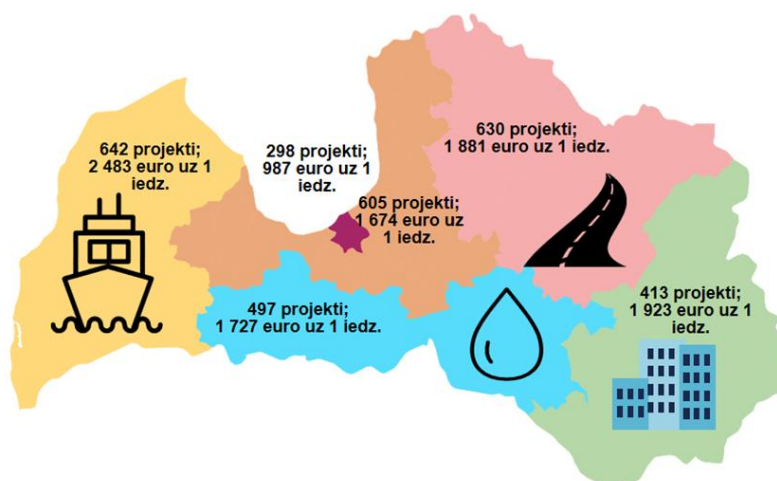 642 projekti;
2 483 euro uz 1
iedz.
298 projekti;
987 euro uz 1
iedz.
630 projekti;
1 881 euro uz 1
iedz.
605 projekti;
1 674 euro uz
1 iedz.
497 projekti;
1 727 euro uz 1 iedz.
413 projekti;
1 923 euro uz 1
iedz.